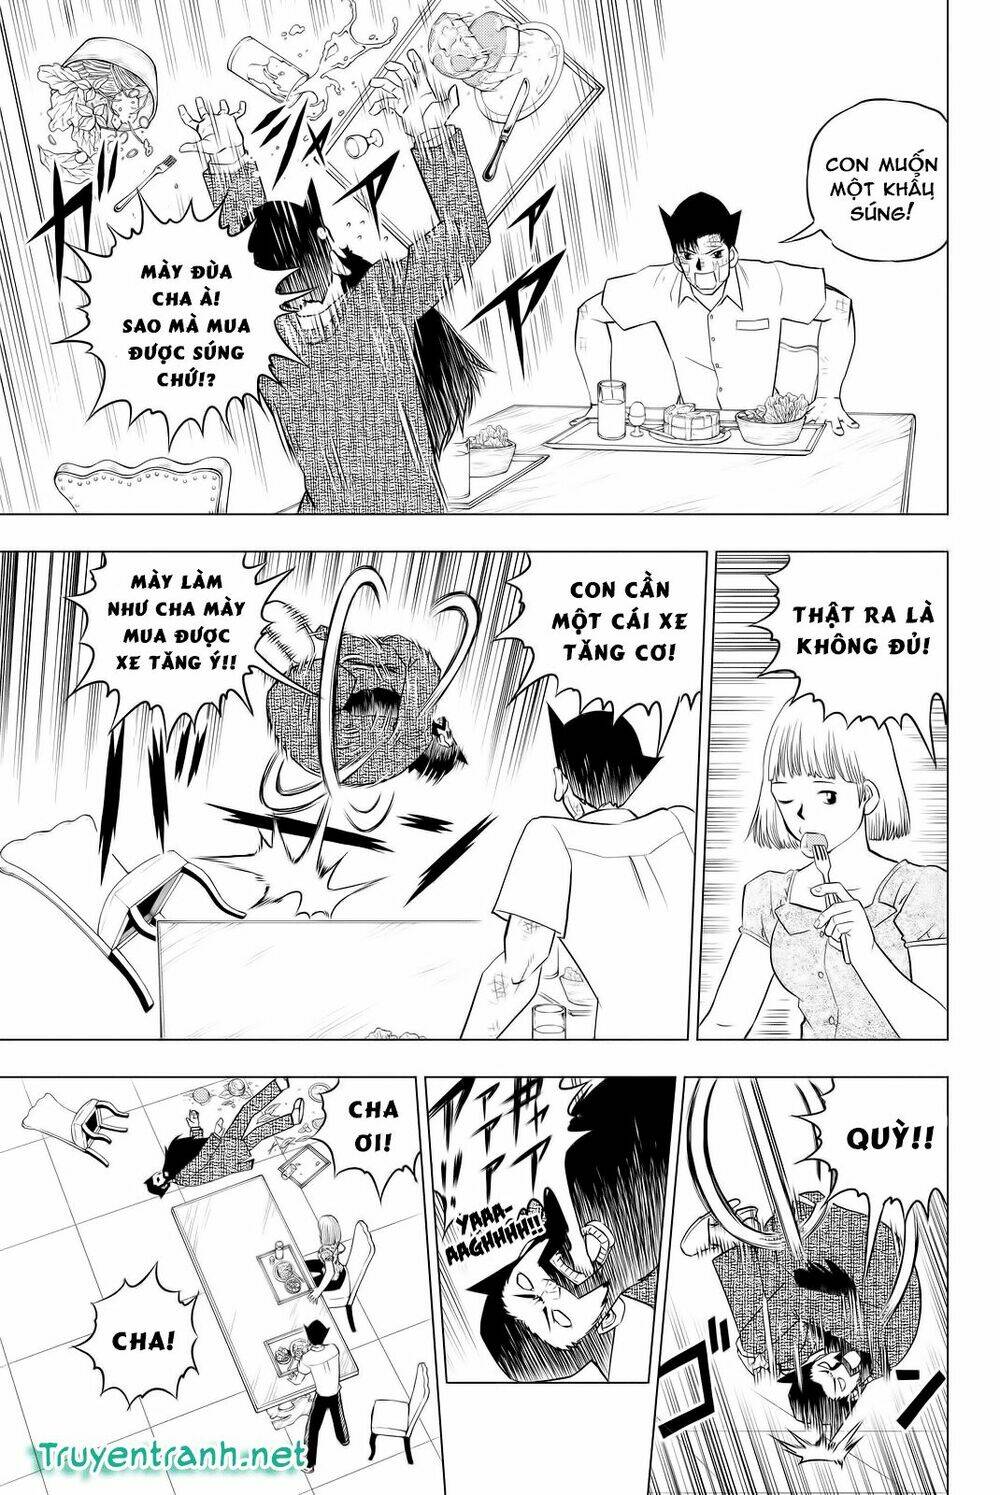 CON MUỐN
MỘT KHẨU
SÚNG!
MÀY ĐÙA
CHA À!
SAO MÀ MUA
ĐƯỢC SÚNG
CHỨ!?
THẬT RA LÀ
KHÔNG ĐỦ!
CON CẦN
MỘT CÁI XE
TĂNG CƠ!
MÀY LÀM
NHƯ CHA MÀY
MUA ĐƯỢC
XE TĂNG Ý!!
QUỲ!!
YAAA-
AAGHHHHH!!
CHA
ƠI!
CHA!
Truyentranh.net